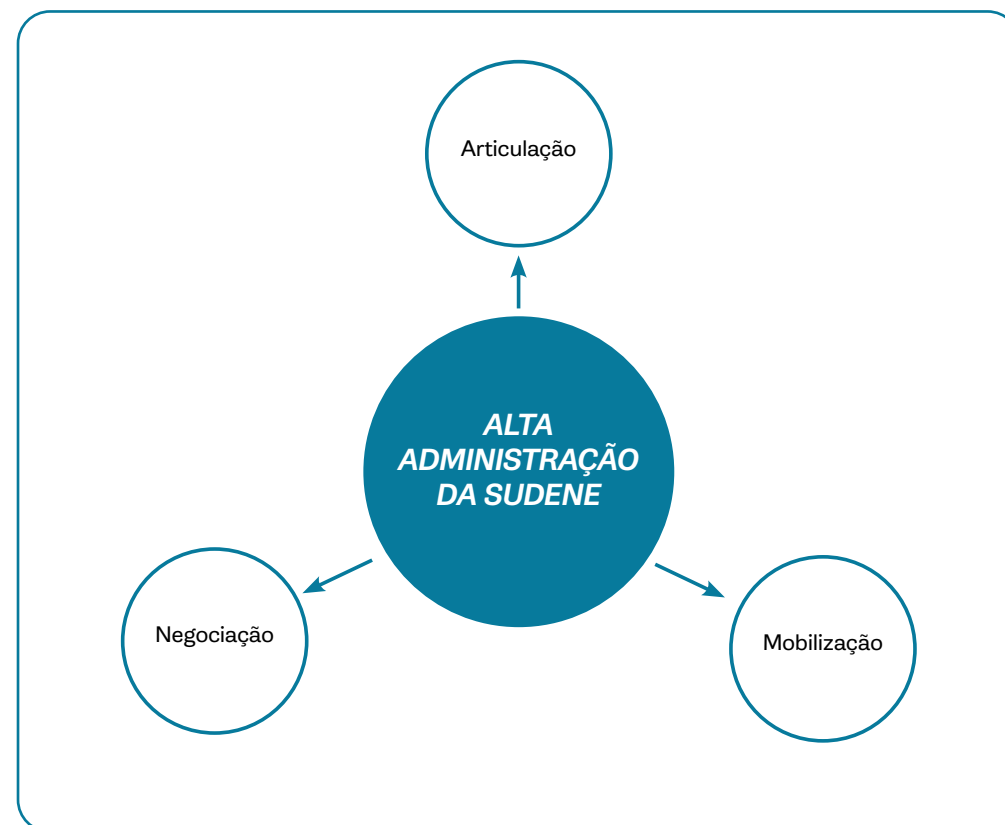 Articulação
ALTA
ADMINISTRAÇÃO
DA SUDENE
Negociação
Mobilização